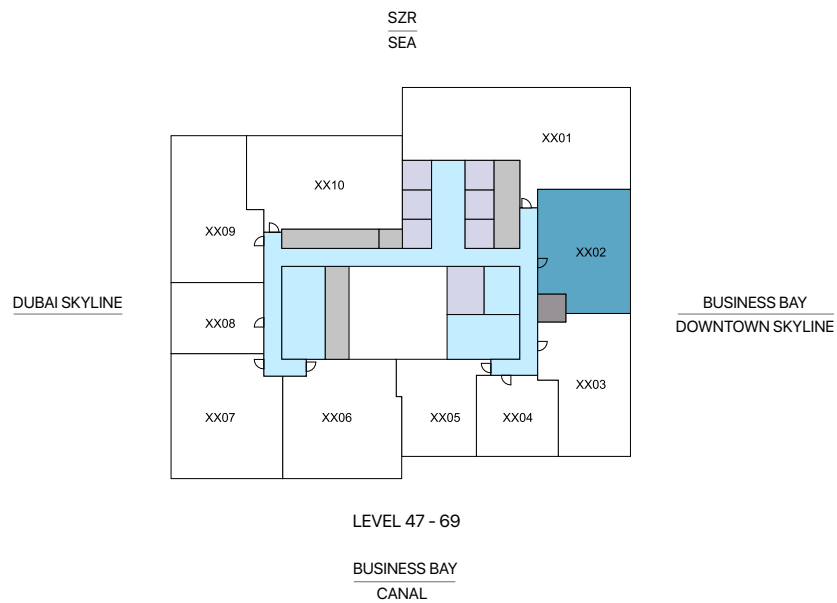 SZR
SEA
XX01
XX10
XX09
XX02
DUBAI SKYLINE
BUSINESS BAY
DOWNTOWN SKYLINE
XX08
XX03
XX07
XX06
XX05
XX04
LEVEL 47 - 69
BUSINESS BAY
CANAL